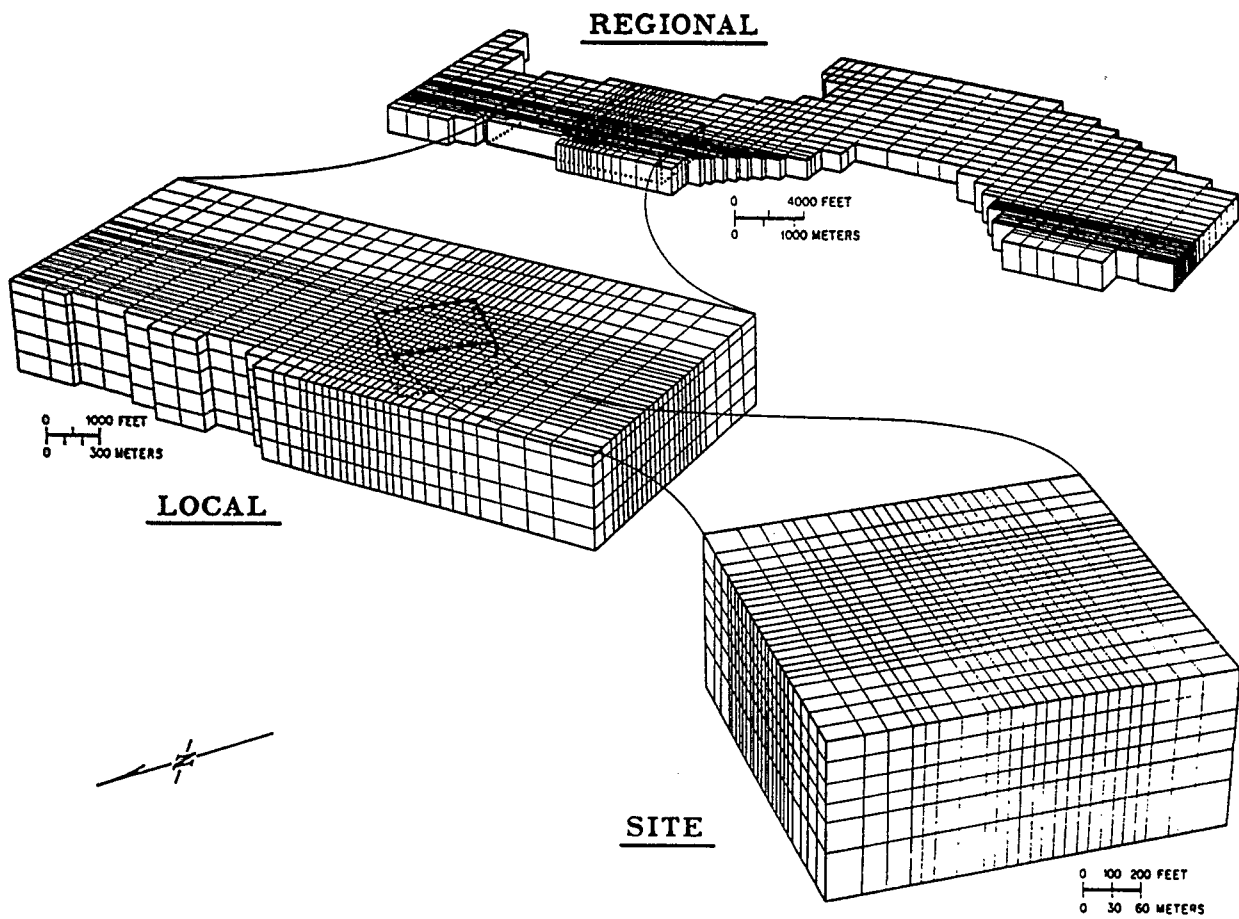 REGIONAL
0 4000 FEET
0 1000 METERS
0 1000 FEET
0 300 METERS
LOCAL
N
SITE
0 100 200 FEET
0 30 60 METERS